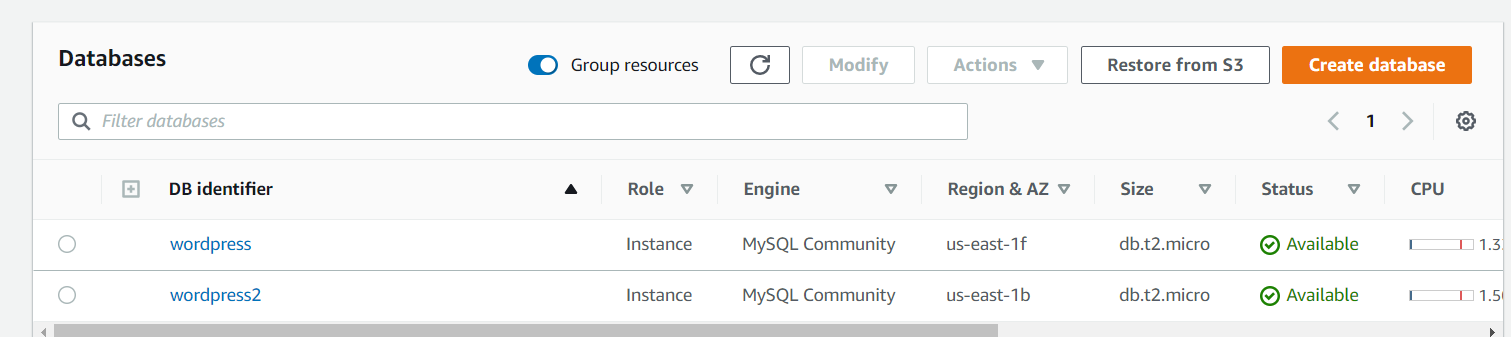 Databases
Group resources
Modify
Actions
Restore from S3
Create database
Filter databases
1
DB identifier Role Engine Region & AZ Size Status CPU
wordpress Instance MySQL Community us-east-1f db.t2.micro Available 1.3
wordpress2 Instance MySQL Community us-east-1b db.t2.micro Available 1.5